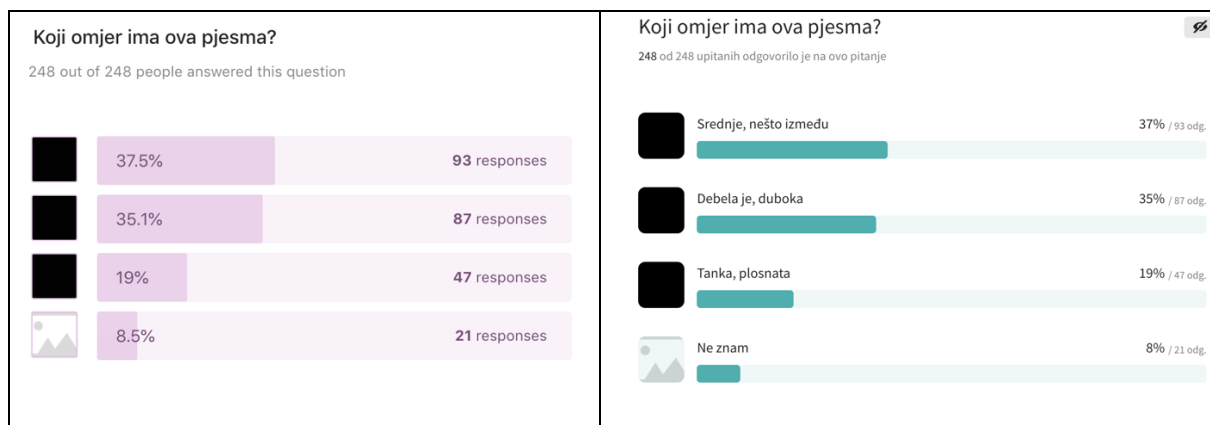 Koji omjer ima ova pjesma?
248 out of 248 people answered this question
37.5% 93 responses
35.1% 87 responses
19% 47 responses
8.5% 21 responses
Koji omjer ima ova pjesma?
248 od 248 upitanih odgovorilo je na ovo pitanje
Srednje, nešto između 37% / 93 odg.
Debela je, duboka 35% / 87 odg.
Tanka, plosnata 19% / 47 odg.
Ne znam 8% / 21 odg.